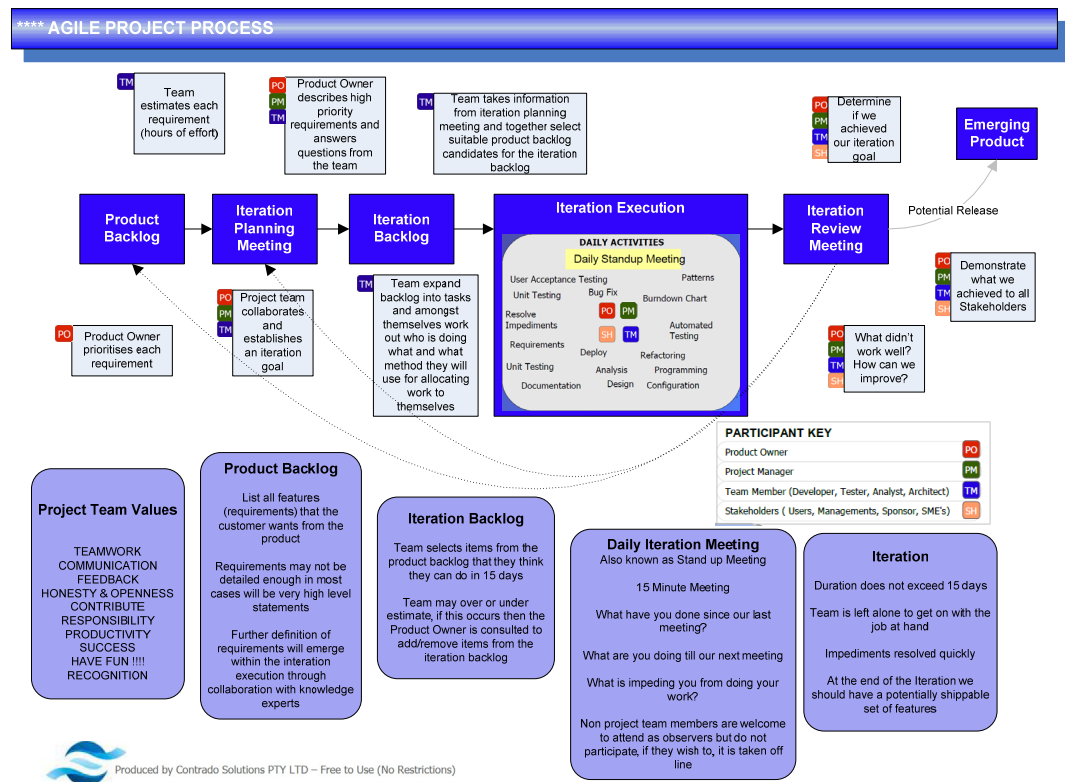 **** AGILE PROJECT PROCESS
TM
Team
estimates each
requirement
(hours of effort)
PO
PM
TM
Product Owner
describes high
priority
requirements and
answers
questions from
the team
TM
Team takes information
from iteration planning
meeting and together select
suitable product backlog
candidates for the iteration
backlog
PO
PM
TM
SH
Determine
if we
achieved
our iteration
goal
Emerging
Product
Product
Backlog
Iteration
Planning
Meeting
Iteration
Backlog
Iteration Execution
DAILY ACTIVITIES
Daily Standup Meeting
User Acceptance Testing
Patterns
Unit Testing
Bug Fix
Burndown Chart
Resolve
Impediments
PO
PM
SH
TM
Automated
Testing
Requirements
Deploy
Refactoring
Unit Testing
Analysis
Programming
Documentation
Design
Configuration
Iteration
Review
Meeting
Potential Release
PO
Product Owner
prioritises each
requirement
PO
PM
TM
Project team
collaborates
and
establishes
an iteration
goal
TM
Team expand
backlog into tasks
and amongst
themselves work
out who is doing
what and what
method they will
use for allocating
work to
themselves
PO
PM
TM
SH
What didn't
work well?
How can we
improve?
PO
PM
TM
SH
Demonstrate
what we
achieved to all
Stakeholders
PARTICIPANT KEY
Product Owner PO
Project Manager PM
Team Member (Developer, Tester, Analyst, Architect) TM
Stakeholders ( Users, Managements, Sponsor, SME's) SH
Project Team Values
TEAMWORK
COMMUNICATION
FEEDBACK
HONESTY & OPENNESS
CONTRIBUTE
RESPONSIBILITY
PRODUCTIVITY
SUCCESS
HAVE FUN !!!!
RECOGNITION
Product Backlog
List all features
(requirements) that the
customer wants from the
product
Requirements may not be
detailed enough in most
cases will be very high level
statements
Further definition of
requirements will emerge
within the interation
execution through
collaboration with knowledge
experts
Iteration Backlog
Team selects items from the
product backlog that they think
they can do in 15 days
Team may over or under
estimate, if this occurs then the
Product Owner is consulted to
add/remove items from the
iteration backlog
Daily Iteration Meeting
Also known as Stand up Meeting
15 Minute Meeting
What have you done since our last
meeting?
What are you doing till our next meeting
What is impeding you from doing your
work?
Non project team members are welcome
to attend as observers but do not
participate, if they wish to, it is taken off
line
Iteration
Duration does not exceed 15 days
Team is left alone to get on with the
job at hand
Impediments resolved quickly
At the end of the Iteration we
should have a potentially shippable
set of features
Produced by Contrado Solutions PTY LTD – Free to Use (No Restrictions)